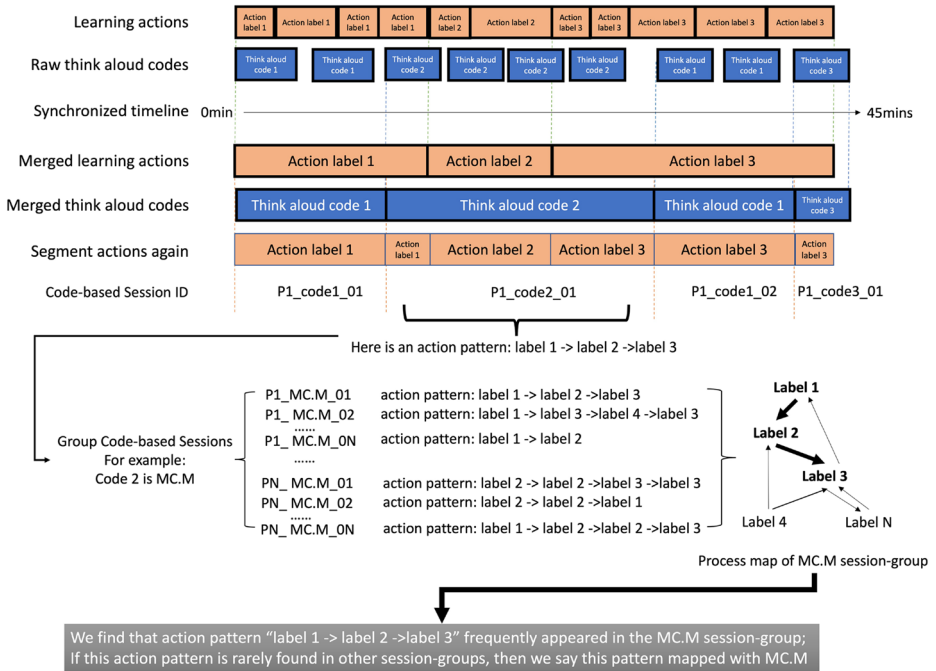 Learning actions
Action label 1
Action label 1
Action label 1
Action label 1
Action label 2
Action label 2
Action label 3
Action label 3
Action label 3
Action label 3
Action label 3
Raw think aloud codes
Think aloud code 1
Think aloud code 1
Think aloud code 2
Think aloud code 2
Think aloud code 2
Think aloud code 2
Think aloud code 1
Think aloud code 1
Think aloud code 3
Synchronized timeline
0min
45mins
Merged learning actions
Action label 1
Action label 2
Action label 3
Merged think aloud codes
Think aloud code 1
Think aloud code 2
Think aloud code 1
Think aloud code 3
Segment actions again
Action label 1
Action label 1
Action label 2
Action label 3
Action label 3
Action label 3
Code-based Session ID
P1_code1_01
P1_code2_01
P1_code1_02
P1_code3_01
Here is an action pattern: label 1 -> label 2 ->label 3
Group Code-based Sessions
For example:
Code 2 is MC.M
P1_MC.M_01 action pattern: label 1 -> label 2 ->label 3
P1_ MC.M_02 action pattern: label 1 -> label 3 ->label 4 ->label 3
......
P1_ MC.M_0N action pattern: label 1 -> label 2
......
PN_ MC.M_01 action pattern: label 2 -> label 2 ->label 3 ->label 3
PN_ MC.M_02 action pattern: label 2 -> label 2 ->label 1
......
PN_ MC.M_0N action pattern: label 1 -> label 2 ->label 2 ->label 3
Label 1
Label 2
Label 3
Label 4
Label N
Process map of MC.M session-group
We find that action pattern “label 1 -> label 2 ->label 3” frequently appeared in the MC.M session-group;
If this action pattern is rarely found in other session-groups, then we say this pattern mapped with MC.M